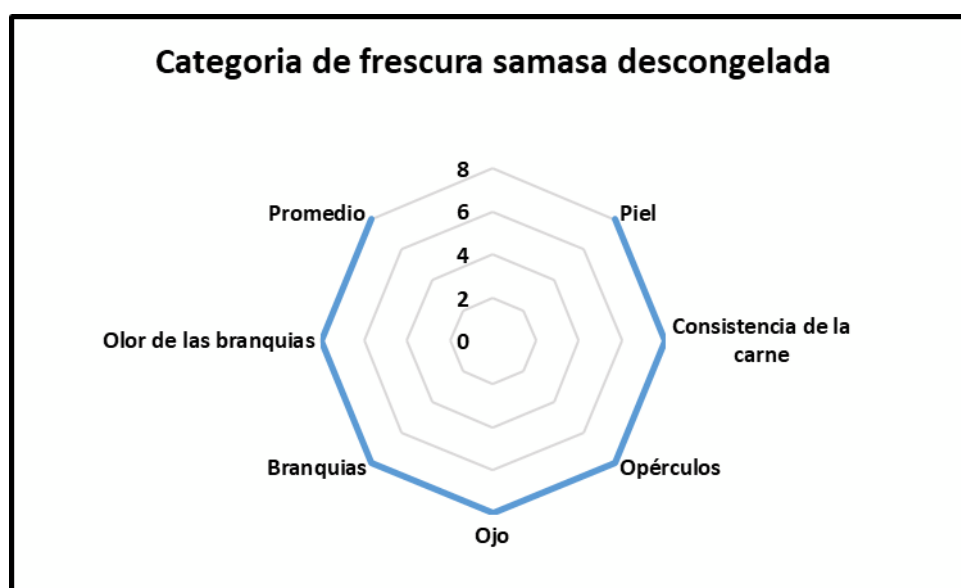 Categoria de frescura samasa descongelada
8
6
4
2
0
Promedio
Piel
Olor de las branquias
Consistencia de la
carne
Branquias
Opérculos
Ojo